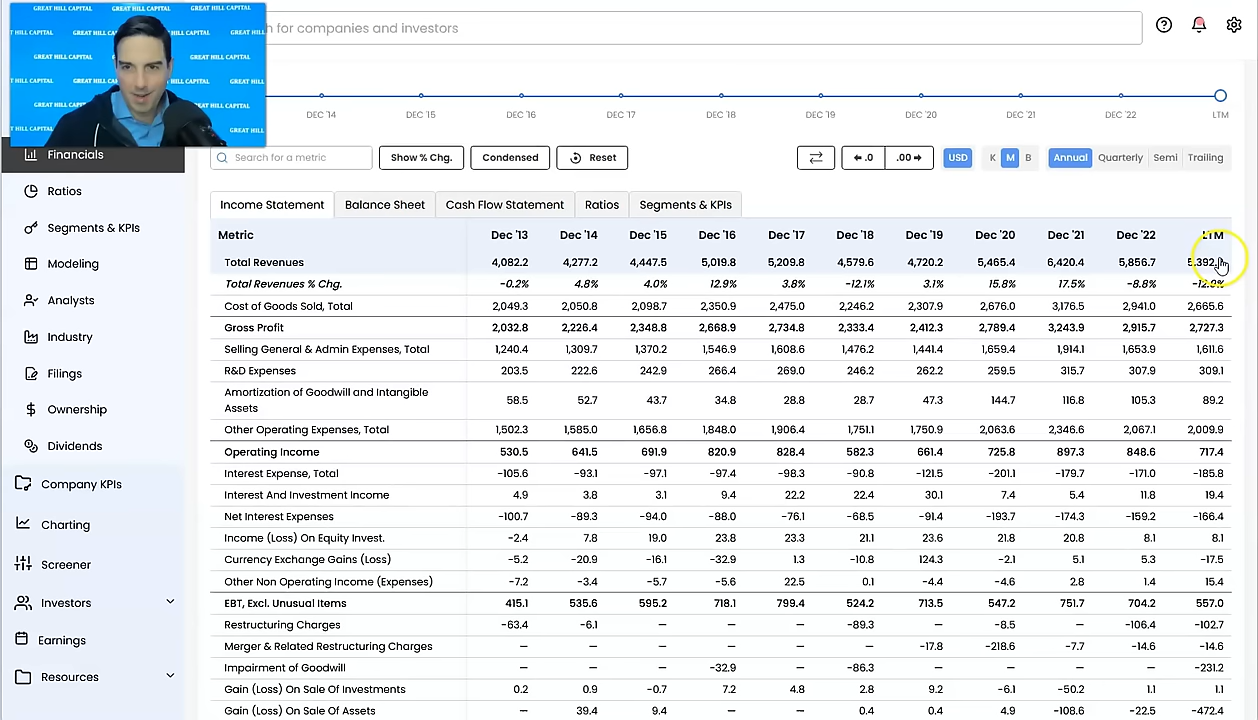 GREAT HILL CAPITAL GREAT HILL CAPITAL GREAT HILL
HILL CAPITAL HILL CAPITAL
GREAT HILL CAPITAL GREAT HILL
HILL CAPITAL GREAT HILL CAPITAL
GREAT HILL GREAT HILL CAPITAL GREAT HILL
HILL CAPITAL GREAT HILL CAPITAL
GREAT HILL
for companies and investors
DEC '14 DEC '15 DEC '16 DEC '17 DEC '18 DEC '19 DEC '20 DEC '21 DEC '22 LTM
Financials
Ratios
Segments & KPIs
Modeling
Analysts
Industry
Filings
Ownership
Dividends
Company KPIs
Charting
Screener
Investors
Earnings
Resources
Search for a metric Show % Chg. Condensed Reset .0 .00 USD K M B Annual Quarterly Semi Trailing
Income Statement Balance Sheet Cash Flow Statement Ratios Segments & KPIs
Metric Dec '13 Dec '14 Dec '15 Dec '16 Dec '17 Dec '18 Dec '19 Dec '20 Dec '21 Dec '22 LTM
Total Revenues 4,082.2 4,277.2 4,447.5 5,019.8 5,209.8 4,579.6 4,720.2 5,465.4 6,420.4 5,856.7
Total Revenues % Chg. -0.2% 4.8% 4.0% 12.9% 3.8% -12.1% 3.1% 15.8% 17.5% -8.8%
Cost of Goods Sold, Total 2,049.3 2,050.8 2,098.7 2,350.9 2,475.0 2,246.2 2,307.9 2,676.0 3,176.5 2,941.0 2,665.6
Gross Profit 2,032.8 2,226.4 2,348.8 2,668.9 2,734.8 2,333.4 2,412.3 2,789.4 3,243.9 2,915.7 2,727.3
Selling General & Admin Expenses, Total 1,240.4 1,309.7 1,370.2 1,546.9 1,608.6 1,476.2 1,441.4 1,659.4 1,914.1 1,653.9 1,611.6
R&D Expenses 203.5 222.6 242.9 266.4 269.0 246.2 262.2 259.5 315.7 307.9 309.1
Amortization of Goodwill and Intangible
Assets 58.5 52.7 43.7 34.8 28.8 28.7 47.3 144.7 116.8 105.3 89.2
Other Operating Expenses, Total 1,502.3 1,585.0 1,656.8 1,848.0 1,906.4 1,751.1 1,750.9 2,063.6 2,346.6 2,067.1 2,009.9
Operating Income 530.5 641.5 691.9 820.9 828.4 582.3 661.4 725.8 897.3 848.6 717.4
Interest Expense, Total -105.6 -93.1 -97.1 -97.4 -98.3 -90.8 -121.5 -201.1 -179.7 -171.0 -185.8
Interest And Investment Income 4.9 3.8 3.1 9.4 22.2 22.4 30.1 7.4 5.4 11.8 19.4
Net Interest Expenses -100.7 -89.3 -94.0 -88.0 -76.1 -68.5 -91.4 -193.7 -174.3 -159.2 -166.4
Income (Loss) On Equity Invest. -2.4 7.8 19.0 23.8 23.3 21.1 23.6 21.8 20.8 8.1 8.1
Currency Exchange Gains (Loss) -5.2 -20.9 -16.1 -32.9 1.3 -10.8 124.3 -2.1 5.1 5.3 -17.5
Other Non Operating Income (Expenses) -7.2 -3.4 -5.7 -5.6 22.5 0.1 -4.4 -4.6 2.8 1.4 15.4
EBT, Excl. Unusual Items 415.1 535.6 595.2 718.1 799.4 524.2 713.5 547.2 751.7 704.2 557.0
Restructuring Charges -63.4 -6.1 — — — -89.3 — -8.5 — -106.4 -102.7
Merger & Related Restructuring Charges — — — — — — -17.8 -218.6 -7.7 -14.6 -14.6
Impairment of Goodwill — — — -32.9 — -86.3 — — — — -231.2
Gain (Loss) On Sale Of Investments 0.2 0.9 -0.7 7.2 4.8 2.8 9.2 -6.1 -50.2 1.1 1.1
Gain (Loss) On Sale Of Assets — 39.4 9.4 — — 0.4 0.4 4.9 -108.6 -22.5 -472.4